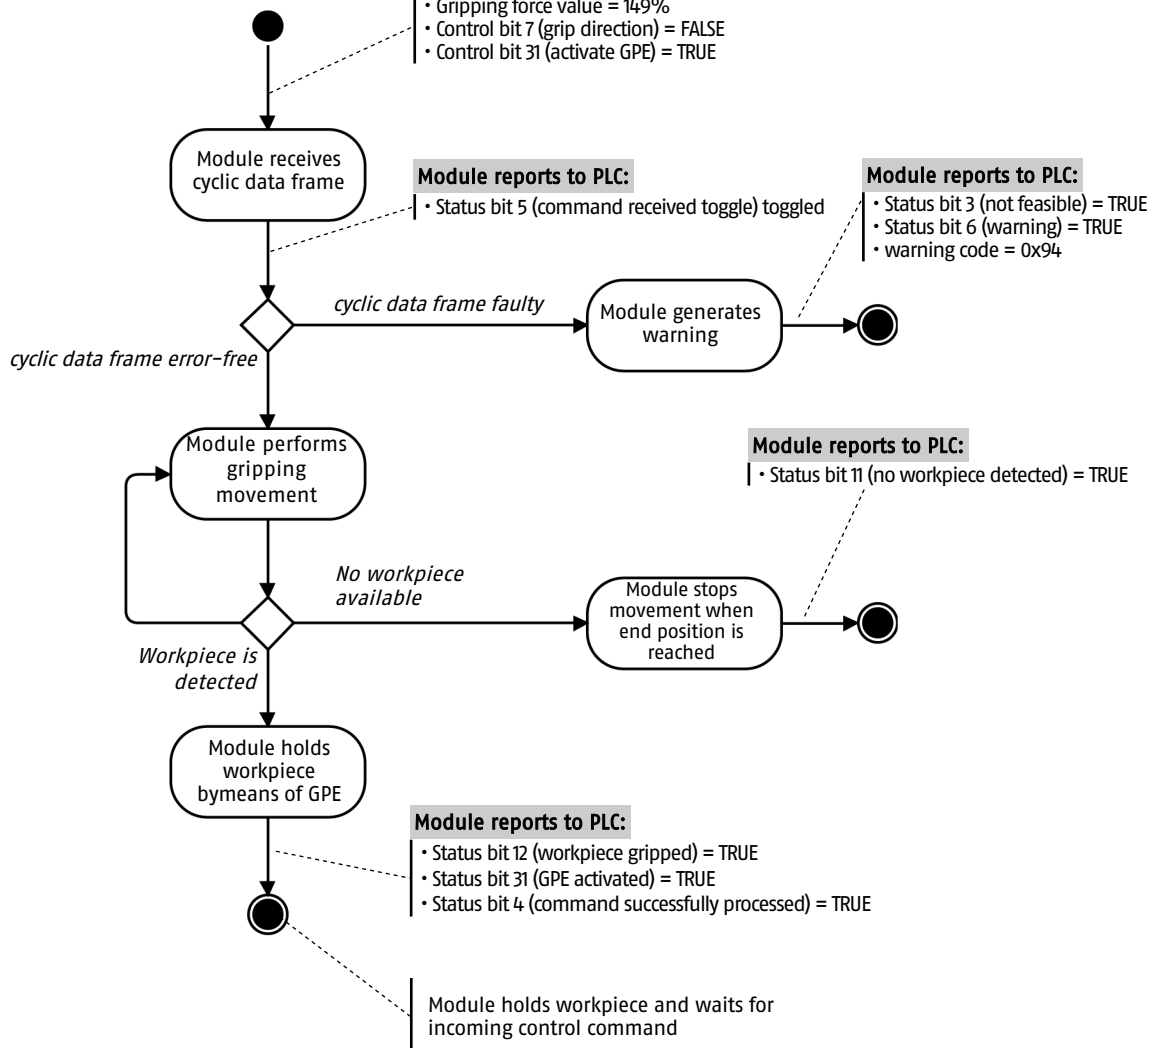 • Gripping force value = 149%
• Control bit 7 (grip direction) = FALSE
• Control bit 31 (activate GPE) = TRUE
Module receives
cyclic data frame
Module reports to PLC:
• Status bit 5 (command received toggle) toggled
Module reports to PLC:
• Status bit 3 (not feasible) = TRUE
• Status bit 6 (warning) = TRUE
• warning code = 0x94
cyclic data frame faulty
Module generates
warning
cyclic data frame error-free
Module performs
gripping
movement
Module reports to PLC:
• Status bit 11 (no workpiece detected) = TRUE
No workpiece
available
Module stops
movement when
end position is
reached
Workpiece is
detected
Module holds
workpiece
bymeans of GPE
Module reports to PLC:
• Status bit 12 (workpiece gripped) = TRUE
• Status bit 31 (GPE activated) = TRUE
• Status bit 4 (command successfully processed) = TRUE
Module holds workpiece and waits for
incoming control command